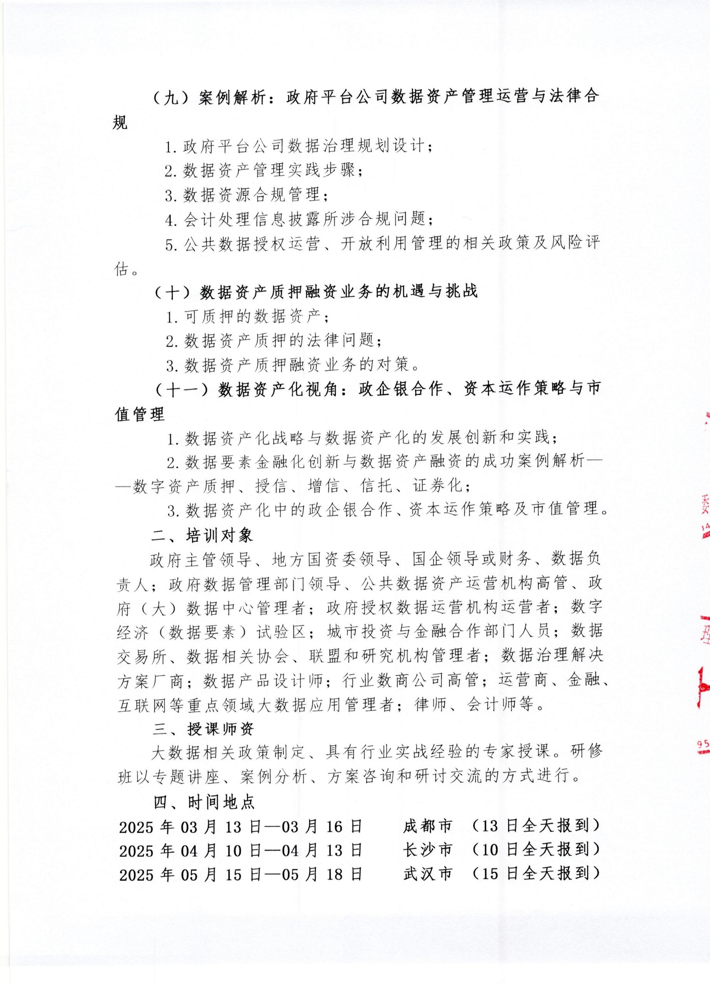 （九）案例解析：政府平台公司数据资产管理运营与法律合
规
1.政府平台公司数据治理规划设计；
2.数据资产管理实践步骤；
3.数据资源合规管理；
4.会计处理信息披露所涉合规问题；
5.公共数据授权运营、开放利用管理的相关政策及风险评
估。
（十）数据资产质押融资业务的机遇与挑战
1.可质押的数据资产；
2.数据资产质押的法律问题；
3.数据资产质押融资业务的对策。
（十一）数据资产化视角：政企银合作、资本运作策略与市
值管理
1.数据资产化战略与数据资产化的发展创新和实践；
2.数据要素金融化创新与数据资产融资的成功案例解析—
—数字资产质押、授信、增信、信托、证券化；
3.数据资产化中的政企银合作、资本运作策略及市值管理。
二、培训对象
政府主管领导、地方国资委领导、国企领导或财务、数据负
责人；政府数据管理部门领导、公共数据资产运营机构高管、政
府（大）数据中心管理者；政府授权数据运营机构运营者；数字
经济（数据要素）试验区；城市投资与金融合作部门人员；数据
交易所、数据相关协会、联盟和研究机构管理者；数据治理解决
方案厂商；数据产品设计师；行业数商公司高管；运营商、金融、
互联网等重点领域大数据应用管理者；律师、会计师等。
三、授课师资
大数据相关政策制定、具有行业实战经验的专家授课。研修
班以专题讲座、案例分析、方案咨询和研讨交流的方式进行。
四、时间地点
2025 年 03 月 13 日—03 月 16 日 成都市 （13 日全天报到）
2025 年 04 月 10 日—04 月 13 日 长沙市 （10 日全天报到）
2025 年 05 月 15 日—05 月 18 日 武汉市 （15 日全天报到）
委
理
95